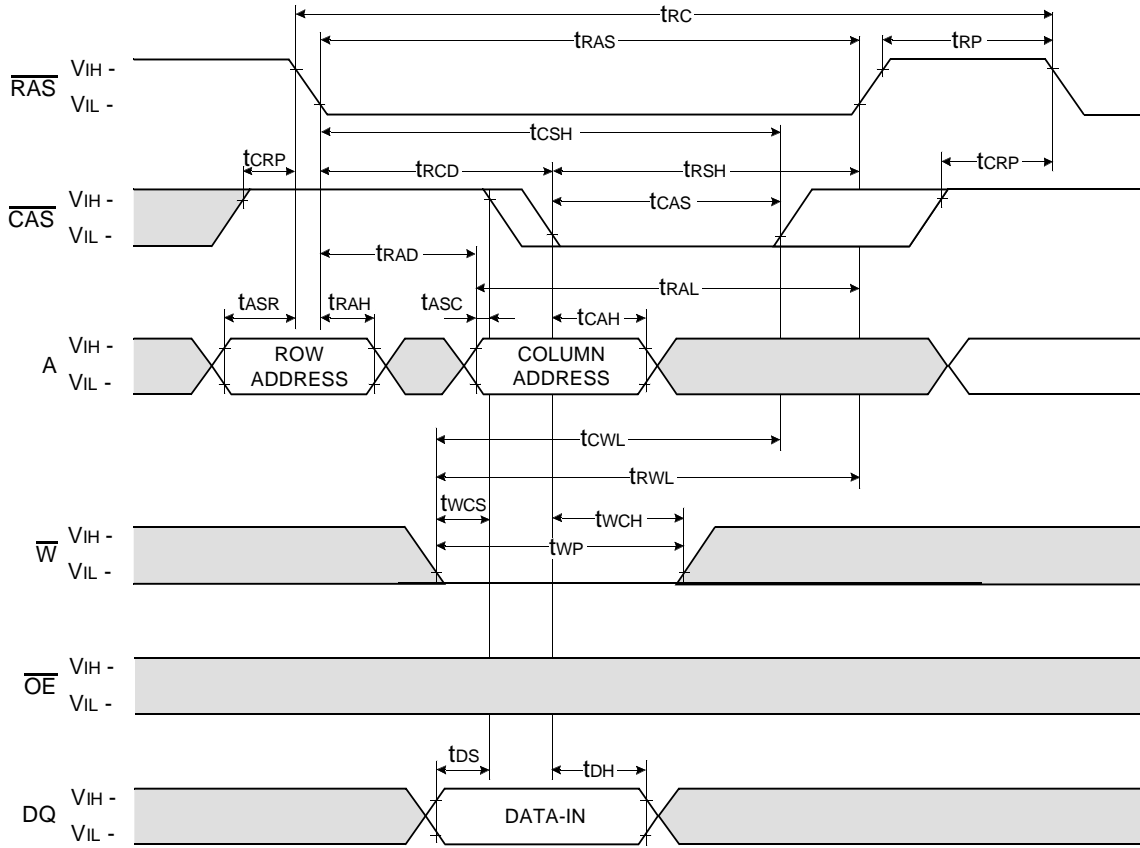 tRC
tRAS
tRP
RAS
VIH -
VIL -
tCSH
tCRP
tRCD
tRSH
tCRP
CAS
VIH -
VIL -
tCAS
tRAD
tRAL
tASR
tRAH
tASC
tCAH
A
VIH -
VIL -
ROW
ADDRESS
COLUMN
ADDRESS
tCWL
tRWL
tWCS
tWCH
tWP
W
VIH -
VIL -
OE
VIH -
VIL -
tDS
tDH
DQ
VIH -
VIL -
DATA-IN